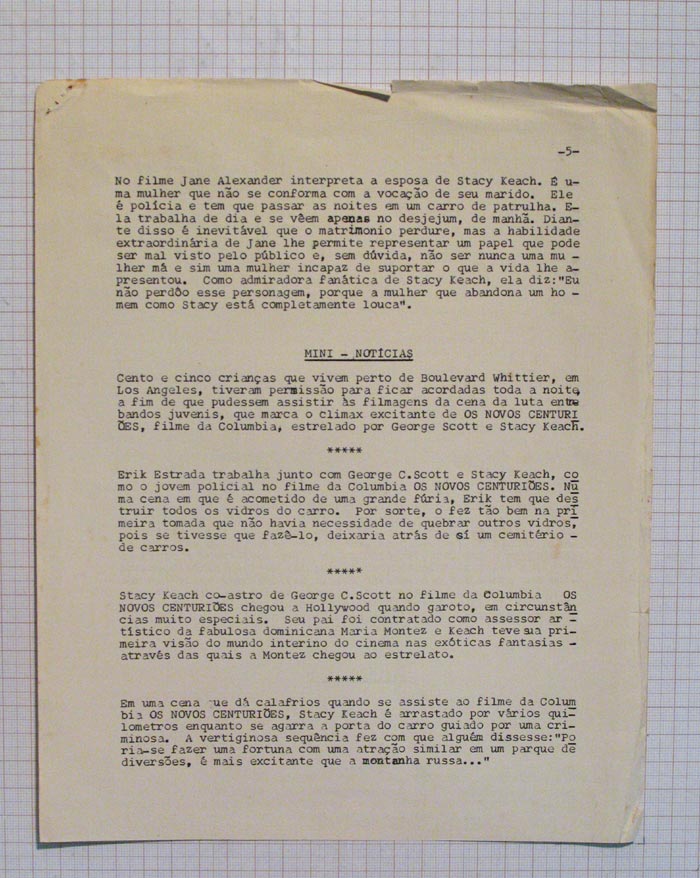 -5-
No filme Jane Alexander interpreta a esposa de Stacy Keach. É u-
ma mulher que não se conforma com a vocação de seu marido. Ele
é polícia e tem que passar as noites em um carro de patrulha. E-
la trabalha de dia e se vêem apenas no desjejum, de manhã. Dian-
te disso é inevitável que o matrimonio perdure, mas a habilidade
extraordinária de Jane lhe permite representar um papel que pode
ser mal visto pelo público e, sem dúvida, não ser nunca uma mu -
lher má e sim uma mulher incapaz de suportar o que a vida lhe a-
presentou. Como admiradora fanática de Stacy Keach, ela diz:"Eu
não perdôo esse personagem, porque a mulher que abandona um ho -
mem como Stacy está completamente louca".
MINI - NOTÍCIAS
Cento e cinco crianças que vivem perto de Boulevard Whittier, em
Los Angeles, tiveram permissão para ficar acordadas toda a noite,
a fim de que pudessem assistir às filmagens da cena da luta entre
bandos juvenis, que marca o climax excitante de OS NOVOS CENTURI
ÕES, filme da Columbia, estrelado por George Scott e Stacy Keach.
*****
Erik Estrada trabalha junto com George C.Scott e Stacy Keach, co
mo o jovem policial no filme da Columbia OS NOVOS CENTURIÕES. Nu
ma cena em que é acometido de uma grande fúria, Erik tem que des
truir todos os vidros do carro. Por sorte, o fez tão bem na pri
meira tomada que não havia necessidade de quebrar outros vidros,
pois se tivesse que fazê-lo, deixaria atrás de sí um cemitério -
de carros.
*****
Stacy Keach co-astro de George C.Scott no filme da Columbia OS
NOVOS CENTURIÕES chegou a Hollywood quando garoto, em circunstân
cias muito especiais. Seu pai foi contratado como assessor ar -
tístico da fabulosa dominicana Maria Montez e Keach teve sua pri-
meira visão do mundo interino do cinema nas exóticas fantasias -
através das quais a Montez chegou ao estrelato.
*****
Em uma cena ue dá calafrios quando se assiste ao filme da Colum
bia OS NOVOS CENTURIÕES, Stacy Keach é arrastado por vários qui-
lometros enquanto se agarra a porta do carro guiado por uma cri-
minosa. A vertiginosa sequência fez com que alguém dissesse:"Po
ria-se fazer uma fortuna com uma atração similar em um parque de
diversões, é mais excitante que a montanha russa..."